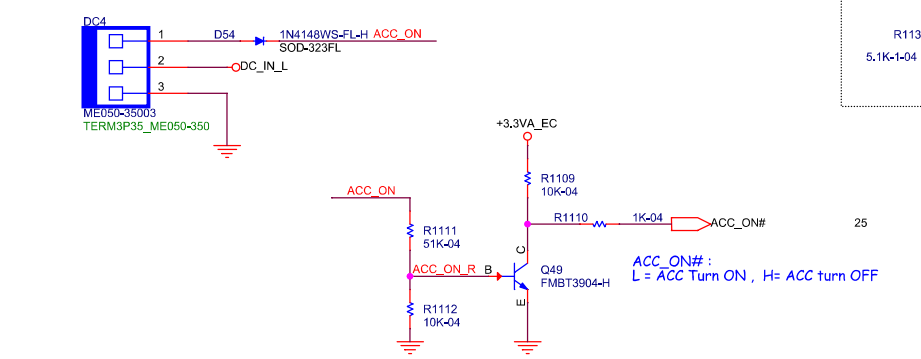 DC4
1 D54 1N4148WS-FL-H ACC_ON
SOD-323FL
2 DC_IN_L
3
ME050-35003
TERM3P35_ME050-350
R113
5.1K-1-04
+3.3VA_EC
R1109
10K-04
ACC_ON
R1110 1K-04 ACC_ON# 25
R1111
51K-04
C
ACC_ON_R B
Q49
FMBT3904-H
E
ACC_ON# :
L = ACC Turn ON , H= ACC turn OFF
R1112
10K-04